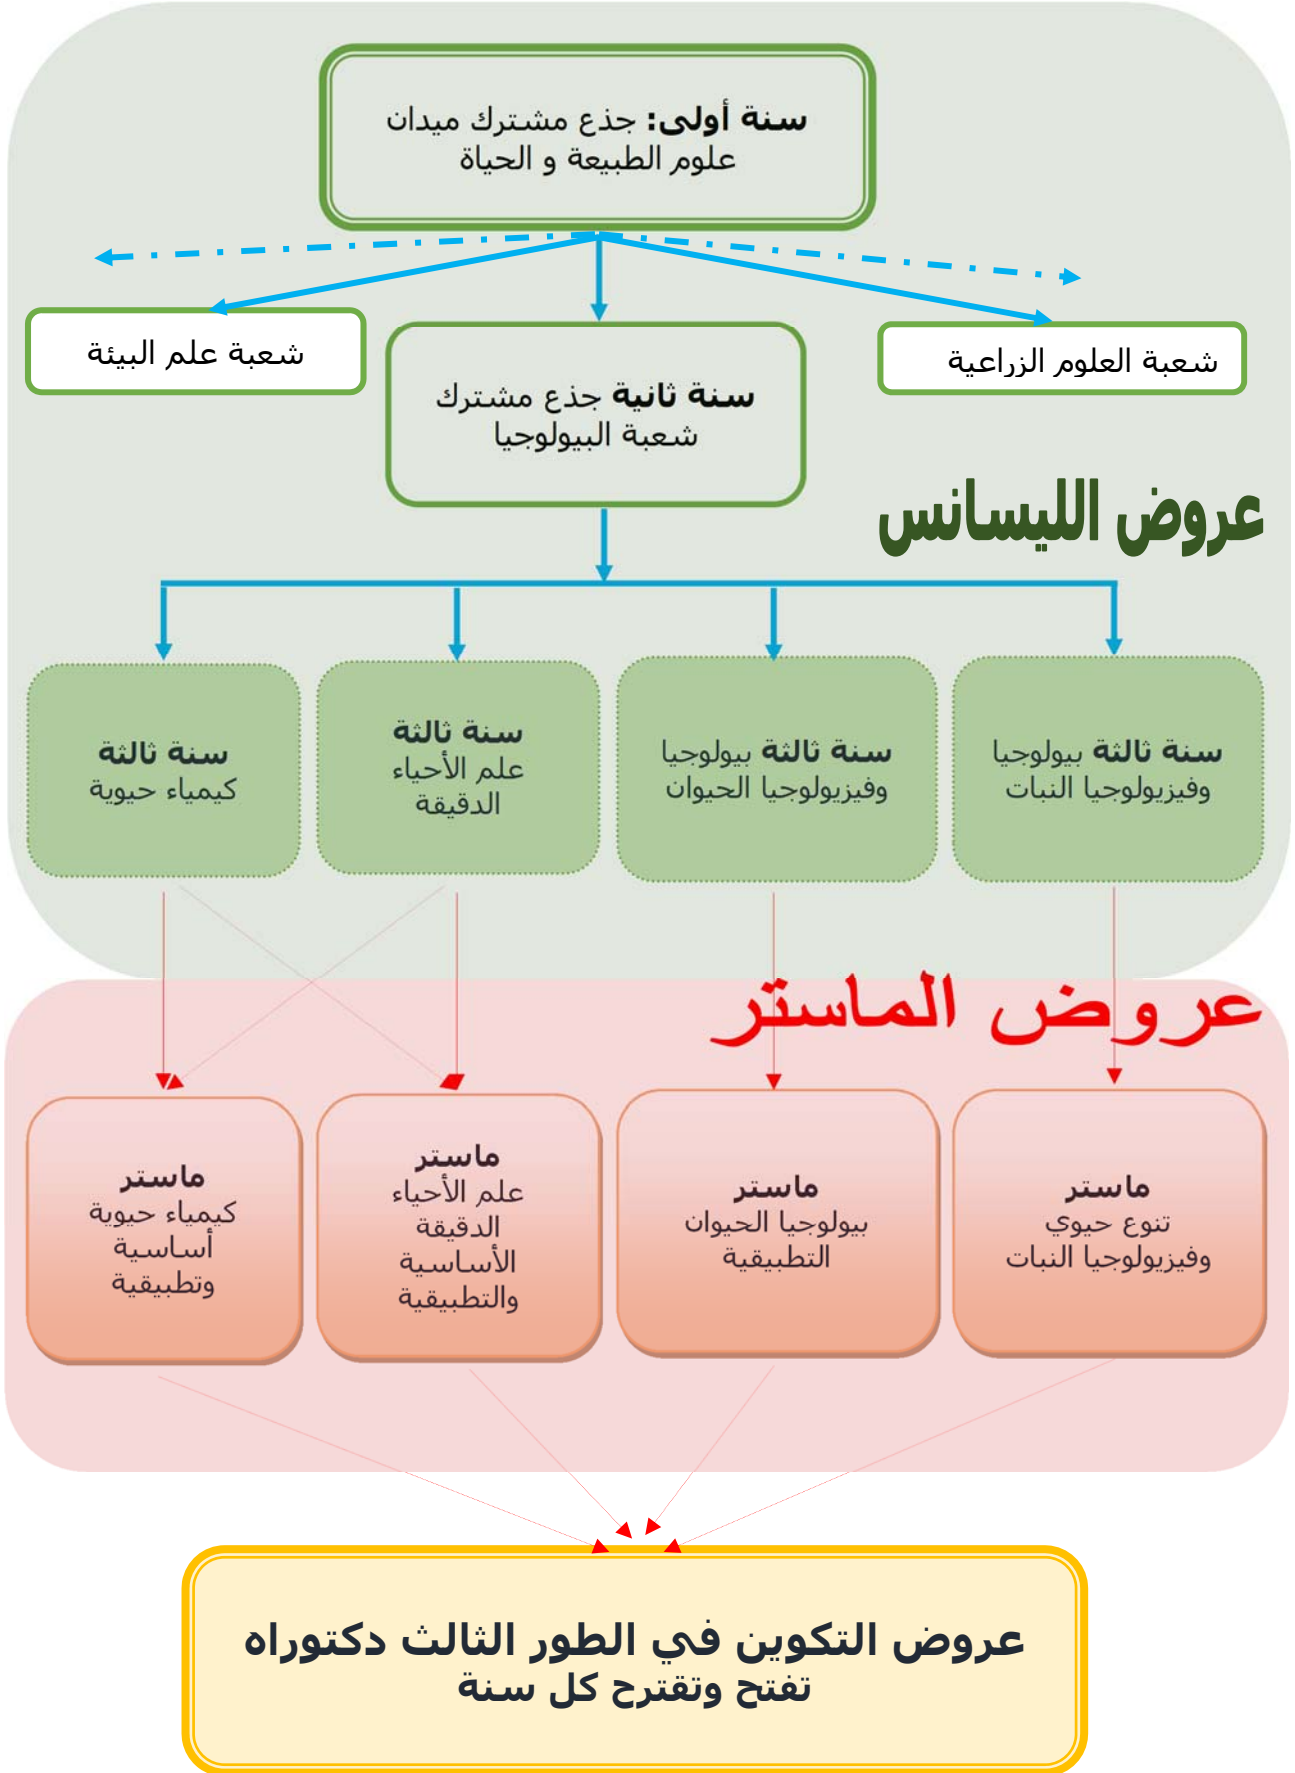 سنة أولى: جذع مشترك ميدان
علوم الطبيعة و الحياة
شعبة العلوم الزراعية
شعبة علم البيئة
سنة ثانية جذع مشترك
شعبة البيولوجيا
عروض الليسانس
سنة ثالثة بيولوجيا
وفيزيولوجيا النبات
سنة ثالثة بيولوجيا
وفيزيولوجيا الحيوان
سنة ثالثة
علم الأحياء
الدقيقة
سنة ثالثة
كيمياء حيوية
عروض الماستر
ماستر
تنوع حيوي
وفيزيولوجيا النبات
ماستر
بيولوجيا الحيوان
التطبيقية
ماستر
علم الأحياء
الدقيقة
الأساسية
والتطبيقية
ماستر
كيمياء حيوية
أساسية
وتطبيقية
عروض التكوين في الطور الثالث دكتوراه
تفتح وتقترح كل سنة